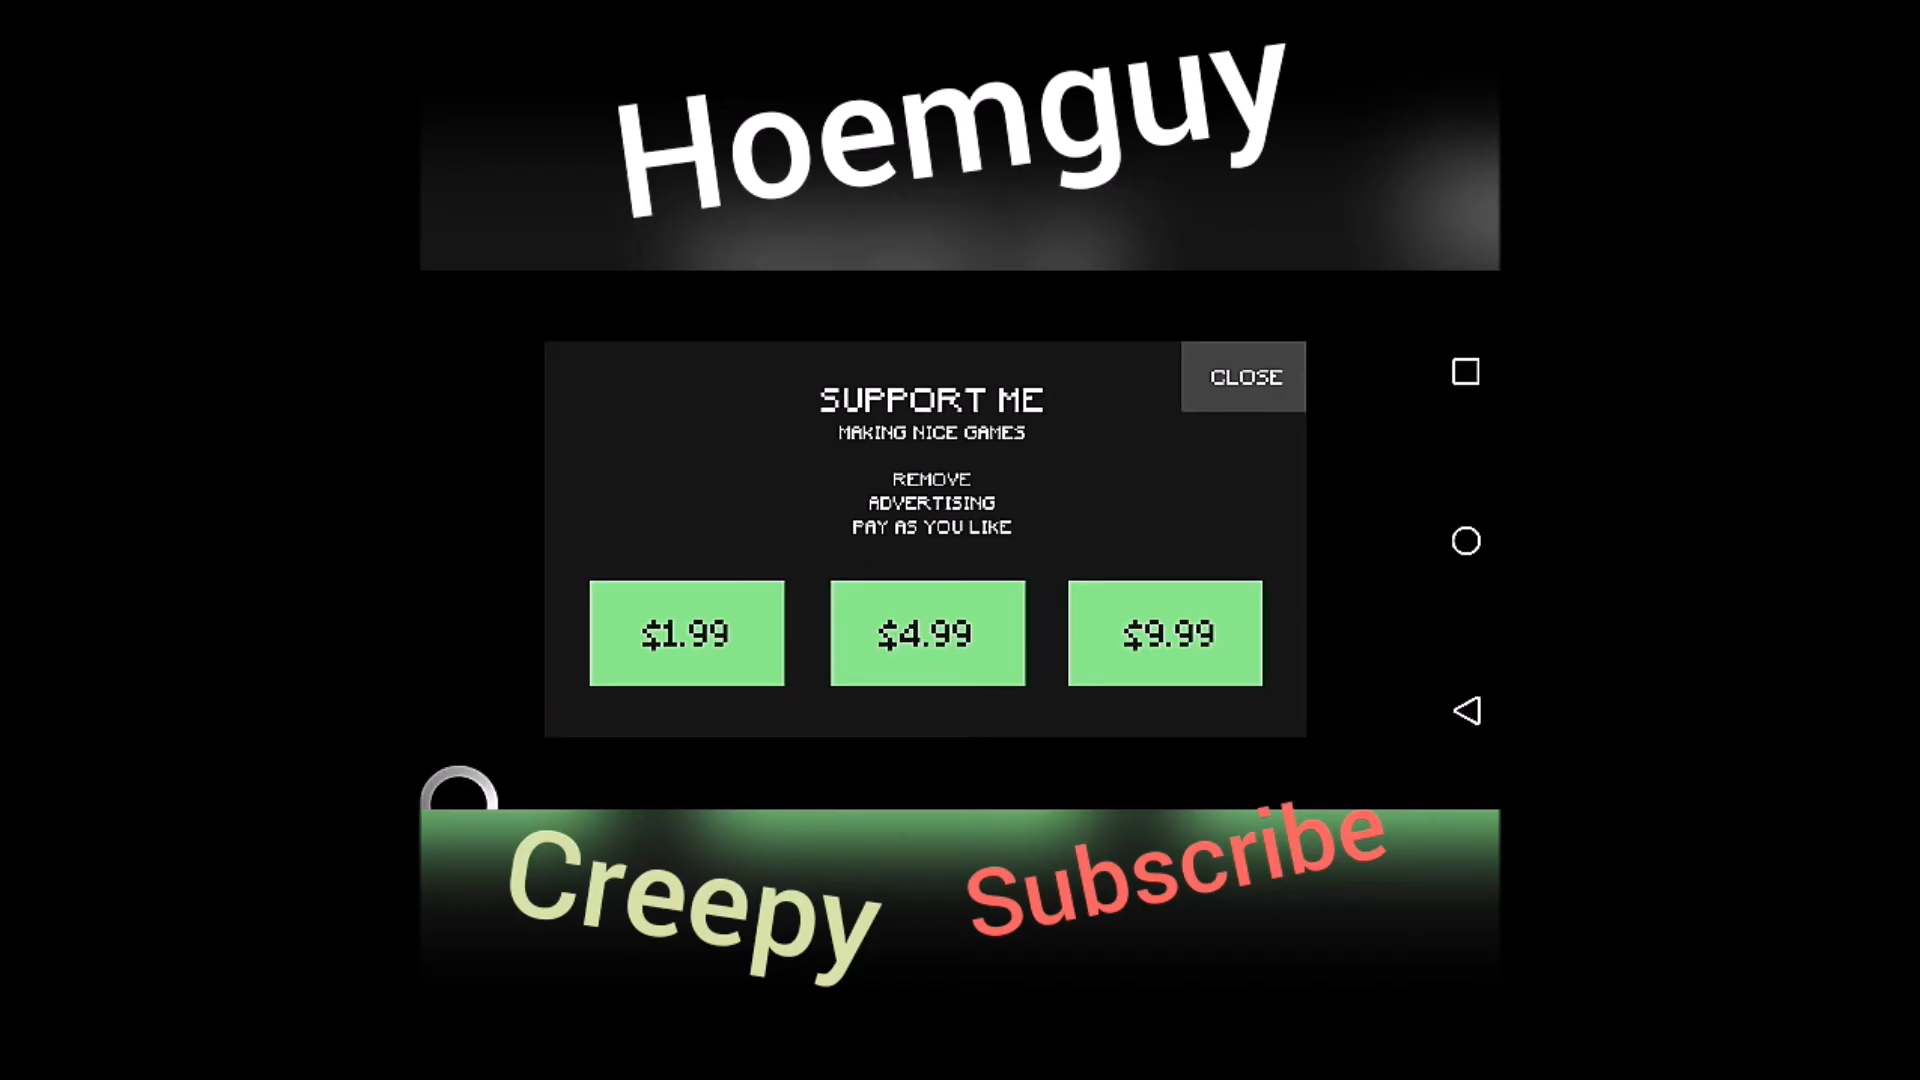 Hoemguy
CLOSE
SUPPORT ME
MAKING NICE GAMES
REMOVE
ADVERTISING
PAY AS YOU LIKE
$1.99 $4.99 $9.99
Creepy Subscribe